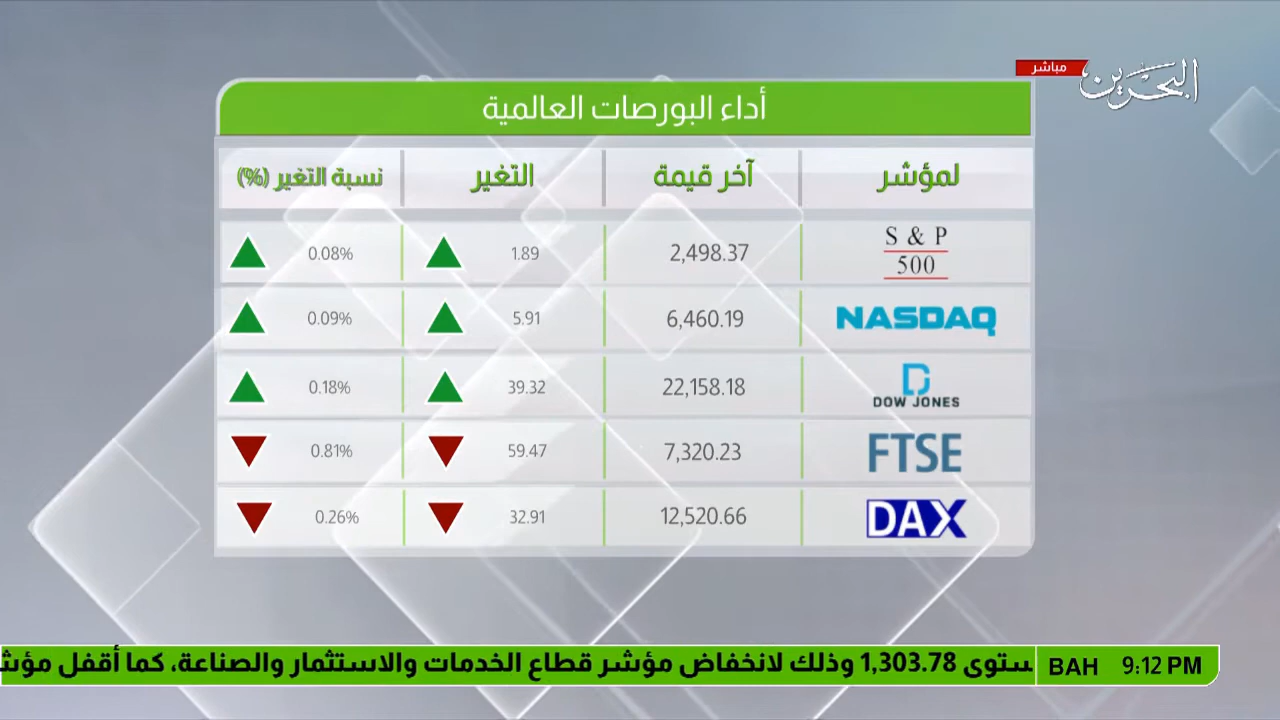 البحرين
مباشر
أداء البورصات العالمية
لمؤشر آخر قيمة التغير نسبة التغير (%)
S & P 500 2,498.37 1.89 0.08%
NASDAQ 6,460.19 5.91 0.09%
DOW JONES 22,158.18 39.32 0.18%
FTSE 7,320.23 59.47 0.81%
DAX 12,520.66 32.91 0.26%
ستوى 1,303.78 وذلك لانخفاض مؤشر قطاع الخدمات والاستثمار والصناعة، كما أقفل مؤش
BAH 9:12 PM